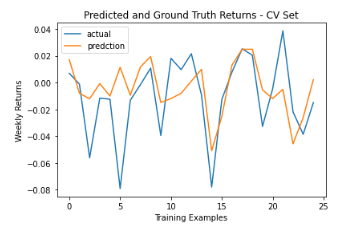 Predicted and Ground Truth Returns - CV Set
actual
predction
Weekly Returns
0.04
0.02
0.00
−0.02
−0.04
−0.06
−0.08
0
5
10
15
20
25
Training Examples